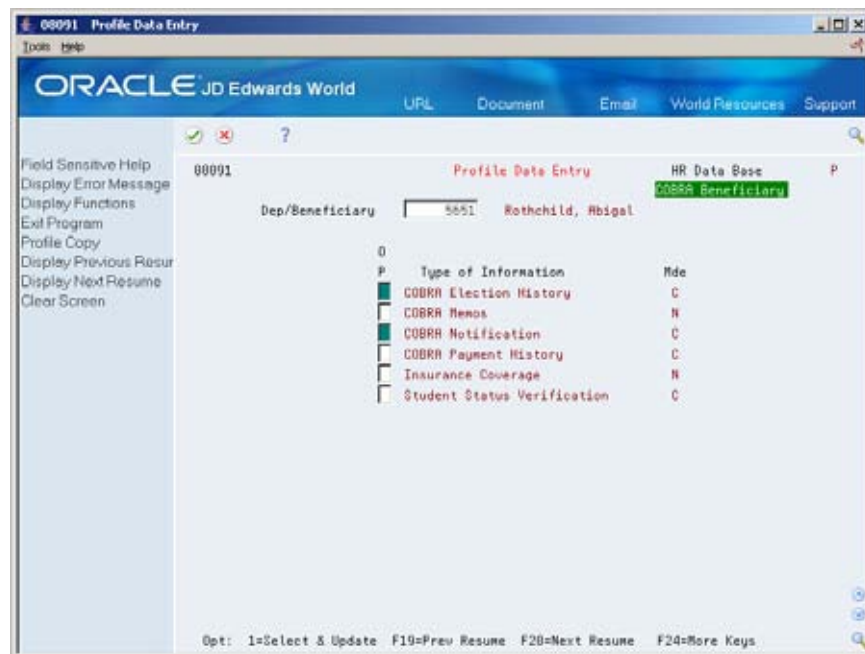 08091 Profile Data Entry
Tools Help
ORACLE JD Edwards World
URL Document Email World Resources Support
?
Field Sensitive Help
Display Error Message
Display Functions
Exit Program
Profile Copy
Display Previous Resur
Display Next Resume
Clear Screen
08091 Profile Data Entry HR Data Base P
COBRA Beneficiary
Dep/Beneficiary 5651 Rothchild, Abigal
O
P Type of Information Mde
COBRA Election History C
COBRA Memos N
COBRA Notification C
COBRA Payment History C
Insurance Coverage N
Student Status Verification C
Opt: 1=Select & Update F19=Prev Resume F20=Next Resume F24=More Keys